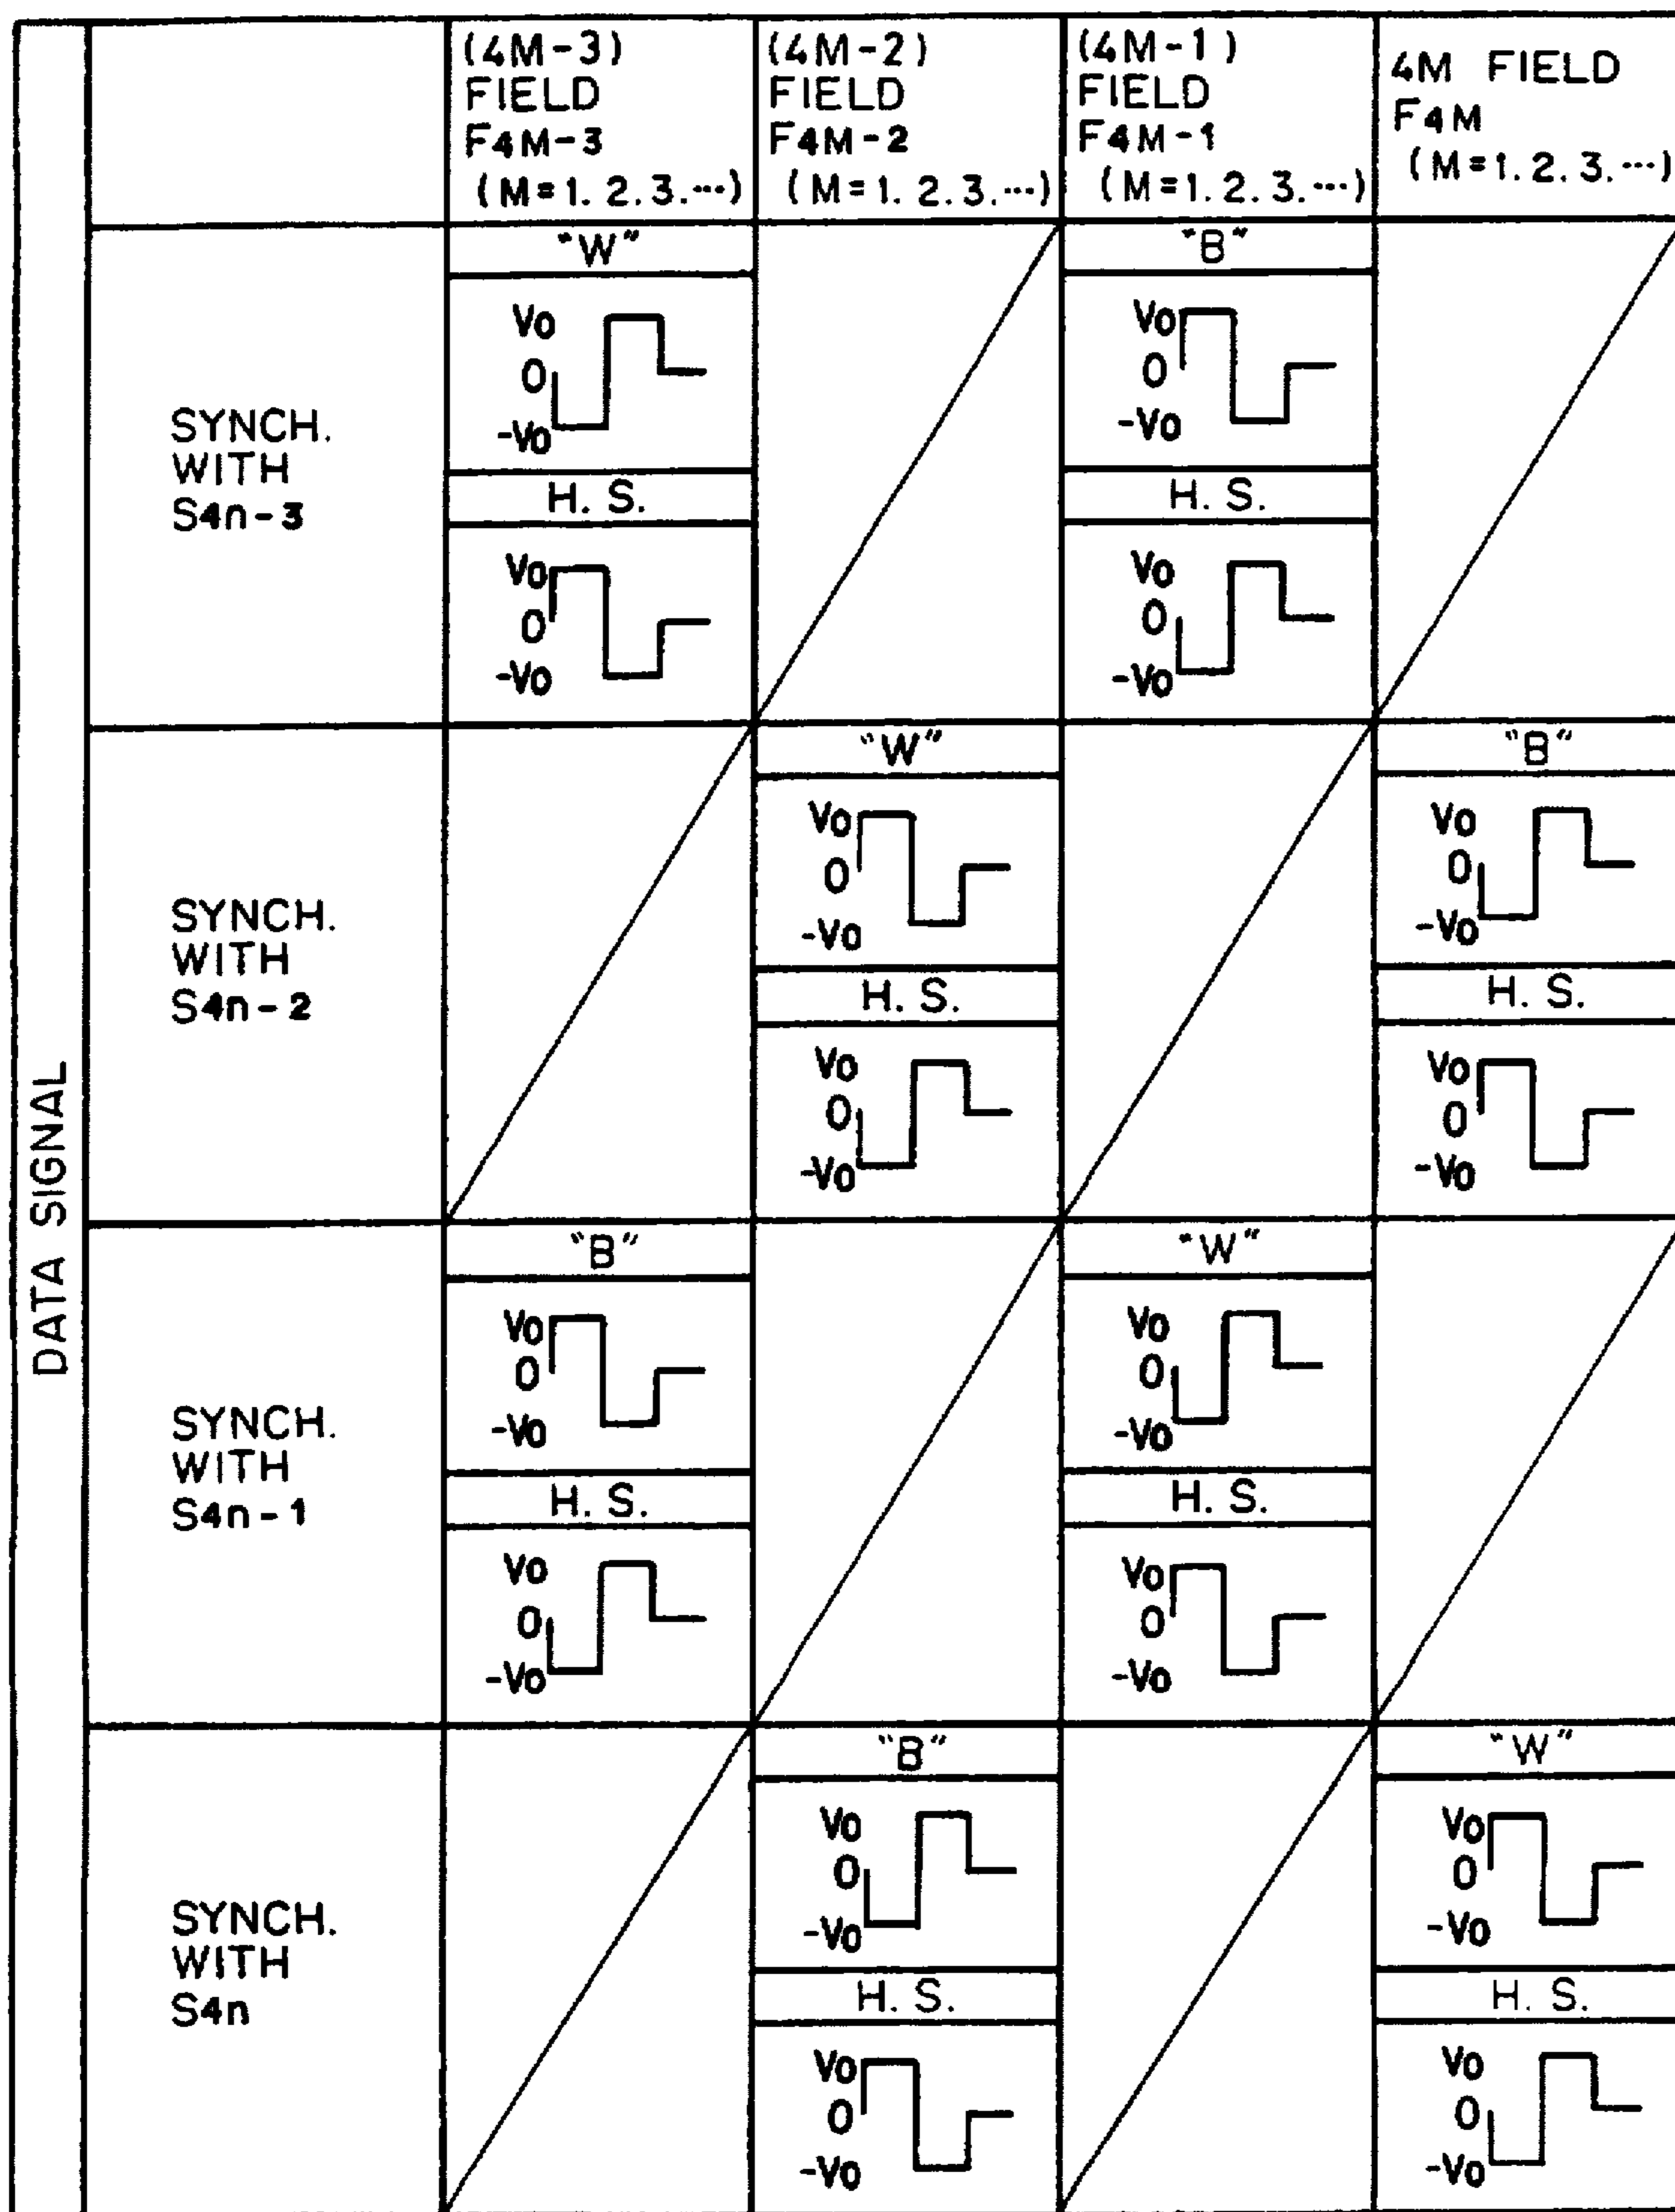 (4M-3)
FIELD
F4M-3
(M=1.2.3.…)
(4M-2)
FIELD
F4M-2
(M=1.2.3.…)
(4M-1)
FIELD
F4M-1
(M=1.2.3.…)
4M FIELD
F4M
(M=1.2.3.…)
DATA SIGNAL
SYNCH.
WITH
S4n-3
"W"
Vo
0
-Vo
H. S.
Vo
0
-Vo
"B"
Vo
0
-Vo
H. S.
Vo
0
-Vo
SYNCH.
WITH
S4n-2
"W"
Vo
0
-Vo
H. S.
Vo
0
-Vo
"B"
Vo
0
-Vo
H. S.
Vo
0
-Vo
SYNCH.
WITH
S4n-1
"B"
Vo
0
-Vo
H. S.
Vo
0
-Vo
"W"
Vo
0
-Vo
H. S.
Vo
0
-Vo
SYNCH.
WITH
S4n
"B"
Vo
0
-Vo
H. S.
Vo
0
-Vo
"W"
Vo
0
-Vo
H. S.
Vo
0
-Vo